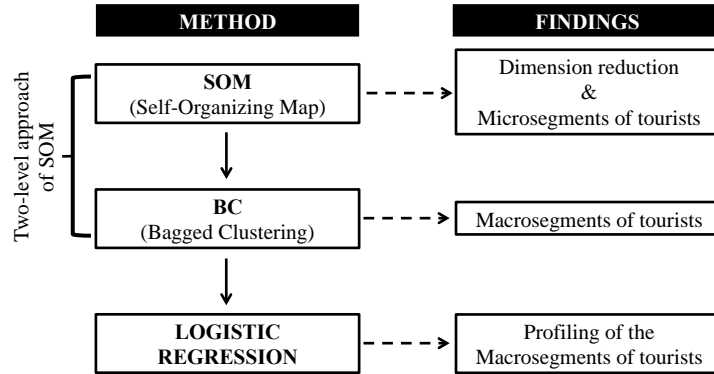 METHOD
FINDINGS
Two-level approach
of SOM
SOM
(Self-Organizing Map)
Dimension reduction
&
Microsegments of tourists
BC
(Bagged Clustering)
Macrosegments of tourists
LOGISTIC
REGRESSION
Profiling of the
Macrosegments of tourists